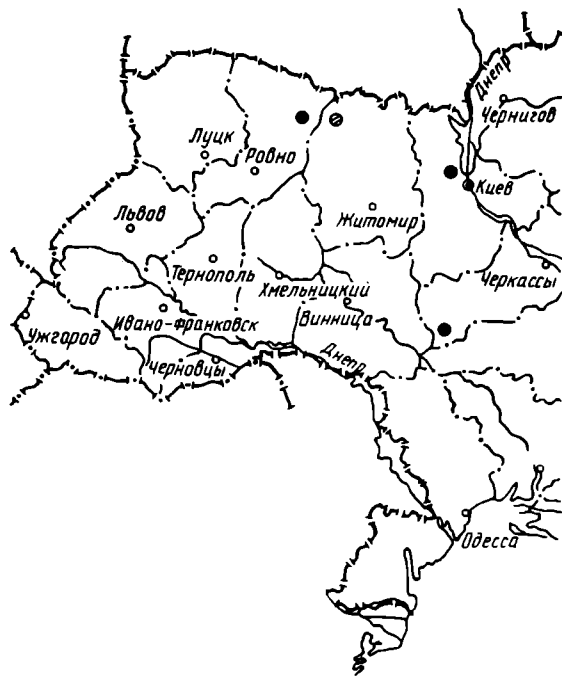 Днепр
Чернигов
Луцк
Ровно
Киев
Львов
Житомир
Тернополь
Хмельницкий
Черкассы
Ужгород
Ивано-Франковск
Винница
Черновцы
Днепр
Одесса